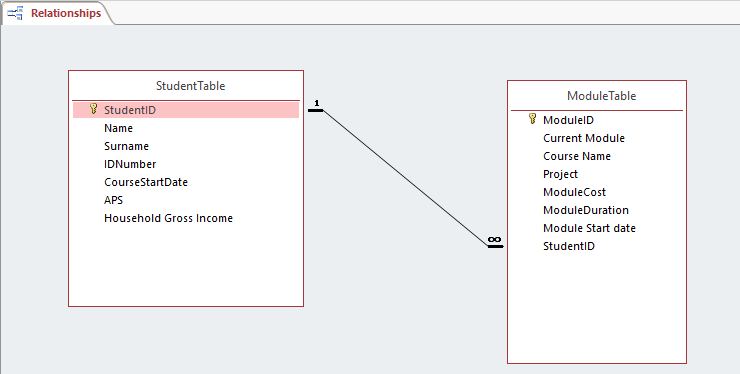 Relationships
StudentTable
StudentID
Name
Surname
IDNumber
CourseStartDate
APS
Household Gross Income
1
∞
ModuleTable
ModuleID
Current Module
Course Name
Project
ModuleCost
ModuleDuration
Module Start date
StudentID